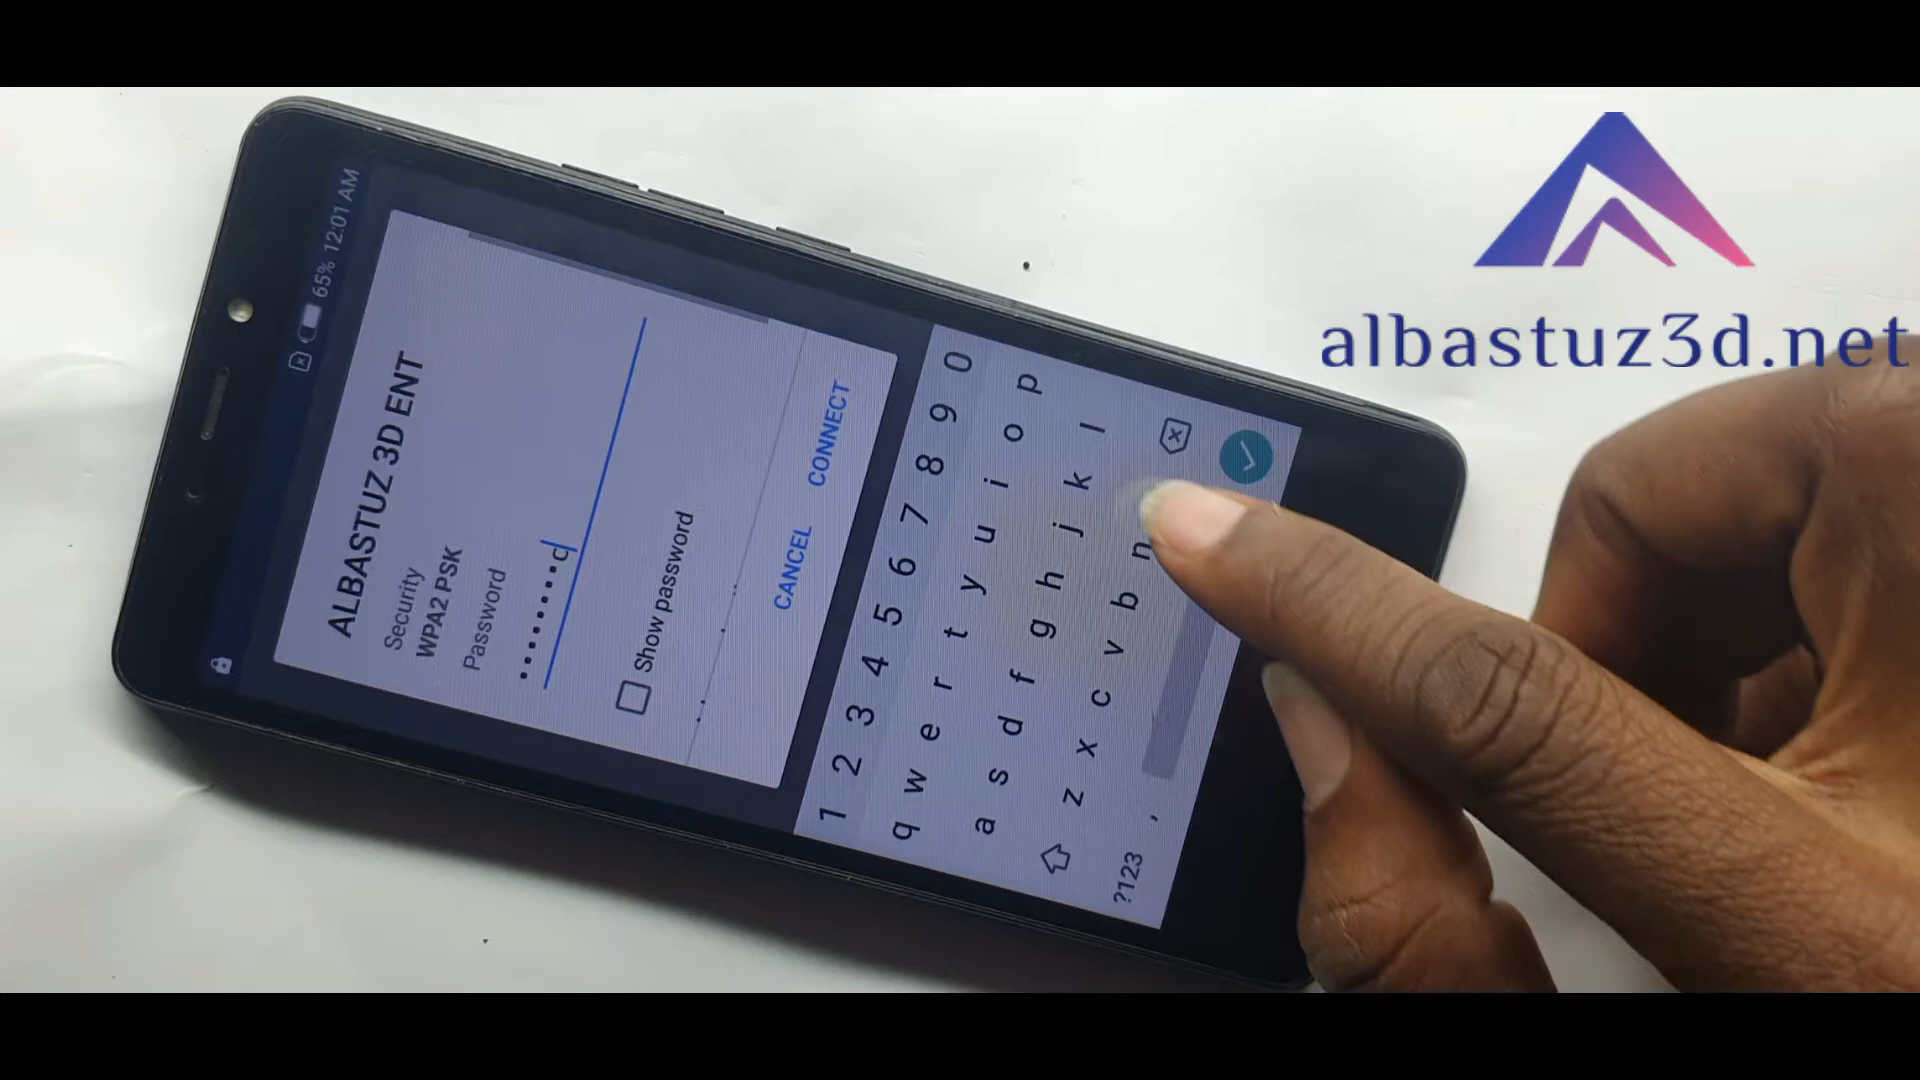 albastuz3d.net
65% 12:01 AM
ALBASTUZ 3D ENT
Security
WPA2 PSK
Password
••••••••c
Show password
CANCEL CONNECT
1 2 3 4 5 6 7 8 9 0
q w e r t y u i o p
a s d f g h j k l
z x c v b n
?123 ,